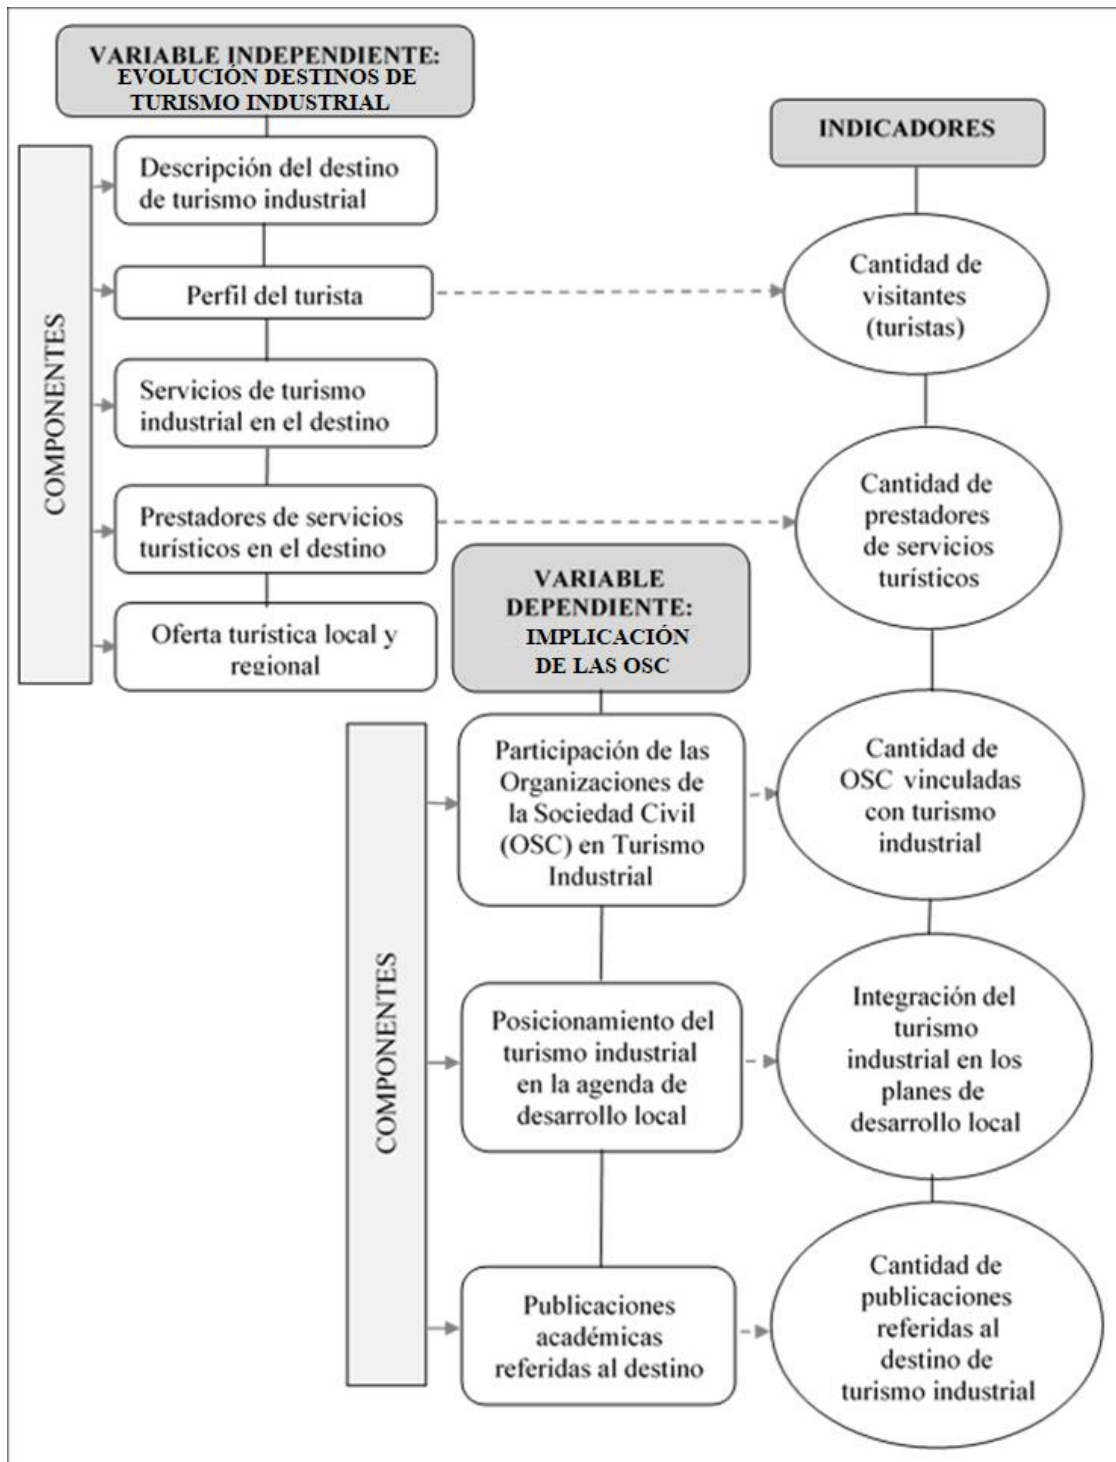 VARIABLE INDEPENDIENTE:
EVOLUCIÓN DESTINOS DE
TURISMO INDUSTRIAL
COMPONENTES
Descripción del destino
de turismo industrial
Perfil del turista
Servicios de turismo
industrial en el destino
Prestadores de servicios
turísticos en el destino
Oferta turística local y
regional
INDICADORES
Cantidad de
visitantes
(turistas)
Cantidad de
prestadores
de servicios
turísticos
VARIABLE
DEPENDIENTE:
IMPLICACIÓN
DE LAS OSC
COMPONENTES
Participación de las
Organizaciones de
la Sociedad Civil
(OSC) en Turismo
Industrial
Cantidad de
OSC vinculadas
con turismo
industrial
Posicionamiento del
turismo industrial
en la agenda de
desarrollo local
Integración del
turismo
industrial en los
planes de
desarrollo local
Publicaciones
académicas
referidas al destino
Cantidad de
publicaciones
referidas al
destino de
turismo industrial